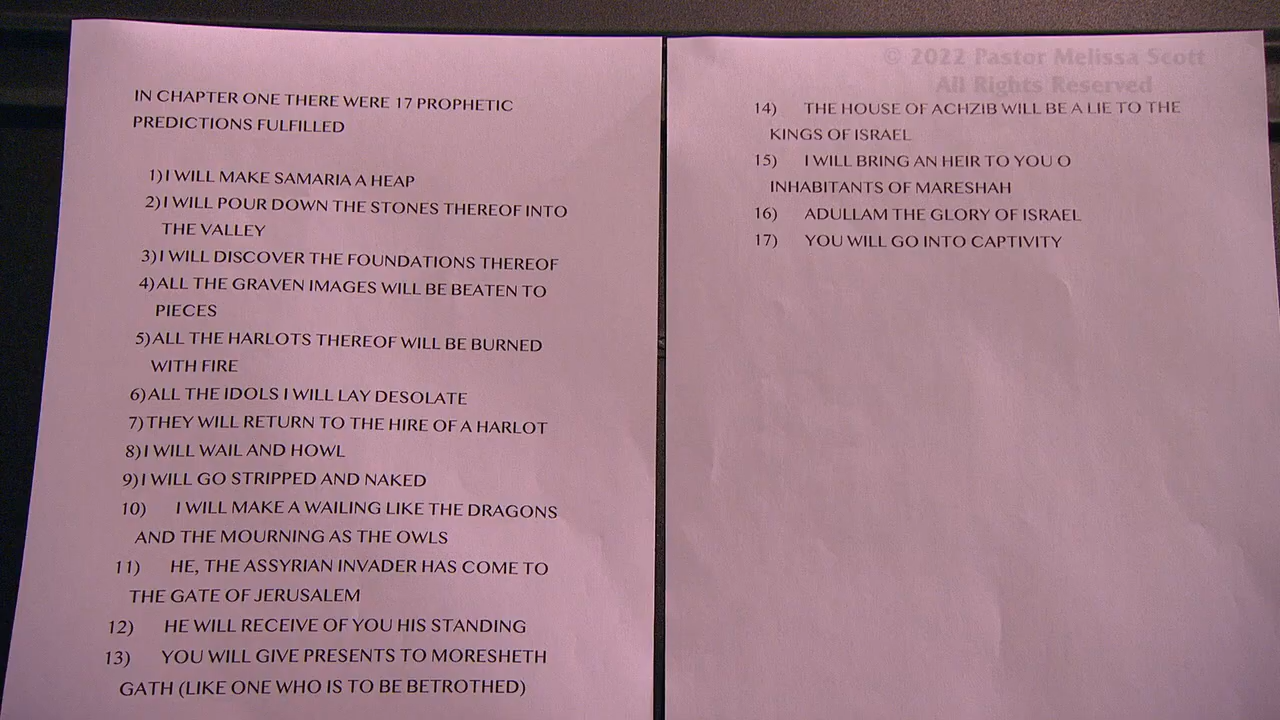 IN CHAPTER ONE THERE WERE 17 PROPHETIC
PREDICTIONS FULFILLED
1) I WILL MAKE SAMARIA A HEAP
2) I WILL POUR DOWN THE STONES THEREOF INTO
THE VALLEY
3) I WILL DISCOVER THE FOUNDATIONS THEREOF
4) ALL THE GRAVEN IMAGES WILL BE BEATEN TO
PIECES
5) ALL THE HARLOTS THEREOF WILL BE BURNED
WITH FIRE
6) ALL THE IDOLS I WILL LAY DESOLATE
7) THEY WILL RETURN TO THE HIRE OF A HARLOT
8) I WILL WAIL AND HOWL
9) I WILL GO STRIPPED AND NAKED
10) I WILL MAKE A WAILING LIKE THE DRAGONS
AND THE MOURNING AS THE OWLS
11) HE, THE ASSYRIAN INVADER HAS COME TO
THE GATE OF JERUSALEM
12) HE WILL RECEIVE OF YOU HIS STANDING
13) YOU WILL GIVE PRESENTS TO MORESHETH
GATH (LIKE ONE WHO IS TO BE BETROTHED)
© 2022 Pastor Melissa Scott
All Rights Reserved
14) THE HOUSE OF ACHZIB WILL BE A LIE TO THE
KINGS OF ISRAEL
15) I WILL BRING AN HEIR TO YOU O
INHABITANTS OF MARESHAH
16) ADULLAM THE GLORY OF ISRAEL
17) YOU WILL GO INTO CAPTIVITY